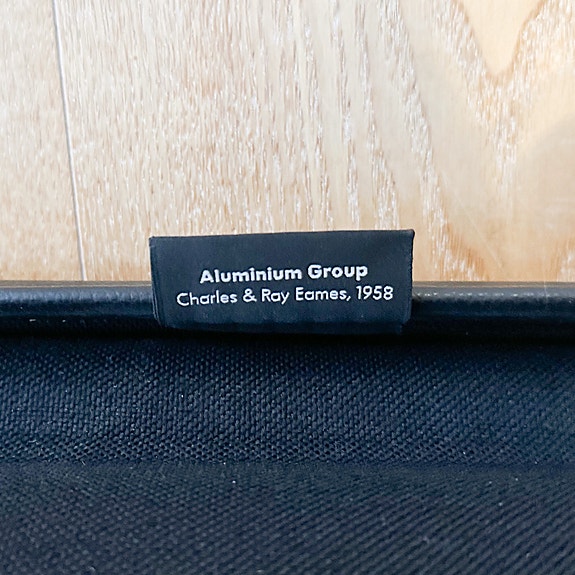 Aluminium Group
Charles & Ray Eames, 1958